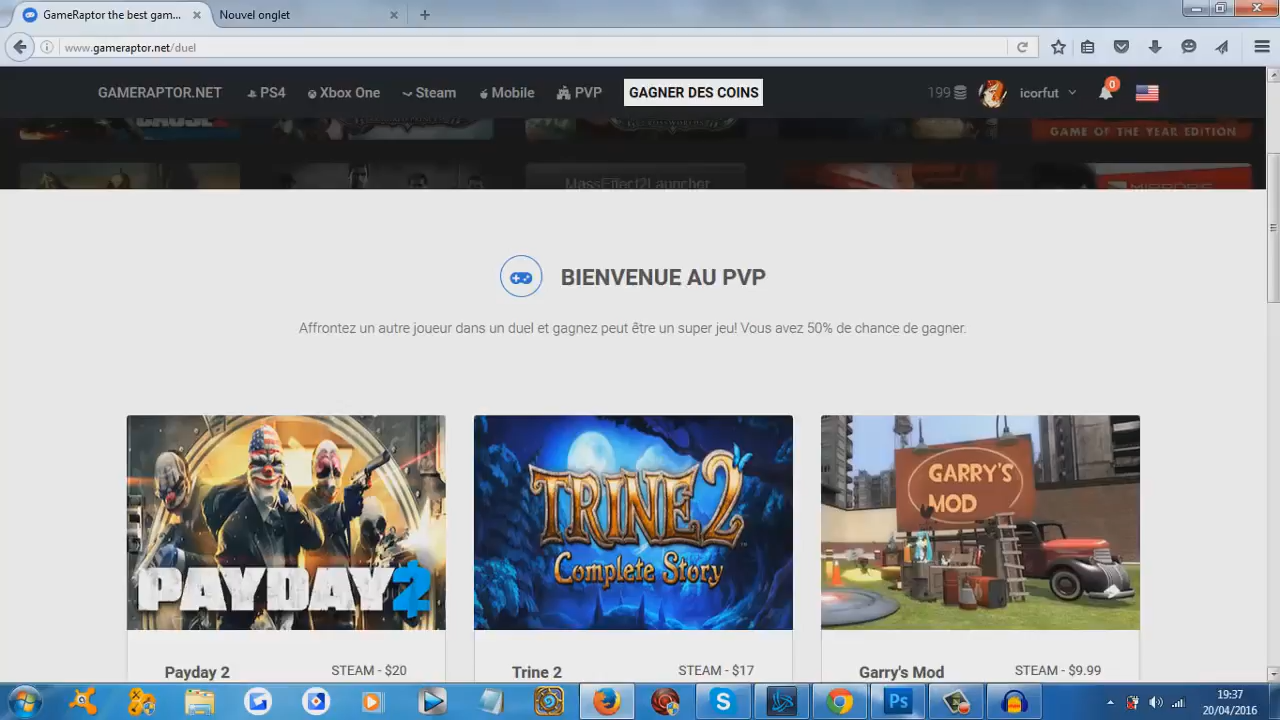 GameRaptor the best gam...
Nouvel onglet
www.gameraptor.net/duel
GAMERAPTOR.NET PS4 Xbox One Steam Mobile PVP GAGNER DES COINS 199 icorfut 0
GAME OF THE YEAR EDITION
MassEffect2Launcher
BIENVENUE AU PVP
Affrontez un autre joueur dans un duel et gagnez peut être un super jeu! Vous avez 50% de chance de gagner.
PAYDAY 2
TRINE 2
Complete Story
GARRY'S
MOD
Payday 2 STEAM - $20
Trine 2 STEAM - $17
Garry's Mod STEAM - $9.99
Ps
19:37
20/04/2016